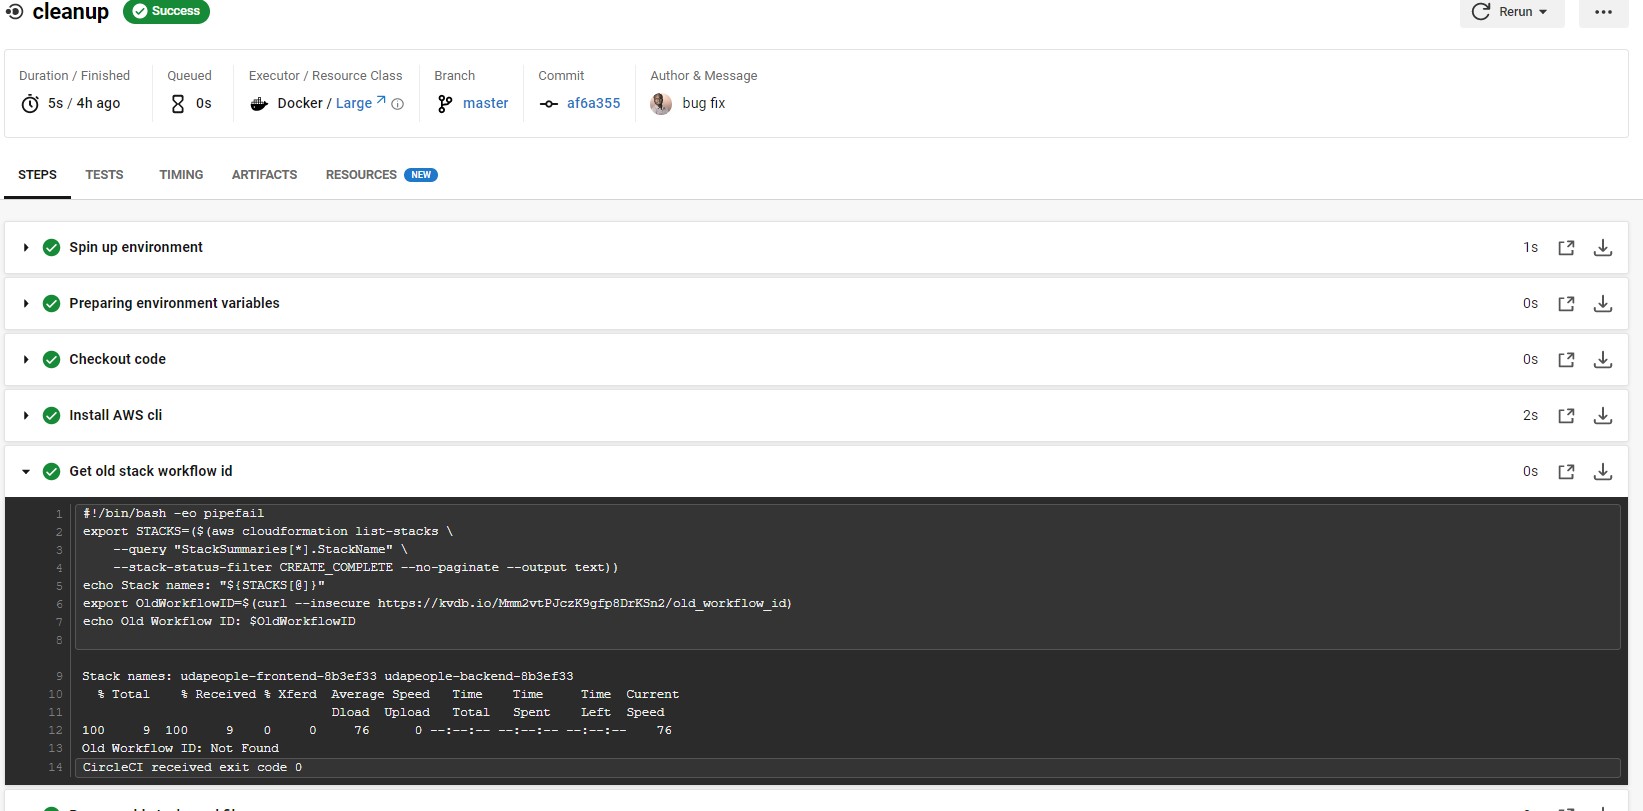 cleanup Success Rerun
Duration / Finished Queued Executor / Resource Class Branch Commit Author & Message
5s / 4h ago 0s Docker / Large master af6a355 bug fix
STEPS TESTS TIMING ARTIFACTS RESOURCES NEW
Spin up environment 1s
Preparing environment variables 0s
Checkout code 0s
Install AWS cli 2s
Get old stack workflow id 0s
1 #!/bin/bash -eo pipefail
2 export STACKS=($(aws cloudformation list-stacks \
3 --query "StackSummaries[*].StackName" \
4 --stack-status-filter CREATE_COMPLETE --no-paginate --output text))
5 echo Stack names: "${STACKS[@]}"
6 export OldWorkflowID=$(curl --insecure https://kvdb.io/Mmm2vtPJczK9gfp8DrKSn2/old_workflow_id)
7 echo Old Workflow ID: $OldWorkflowID
8
9 Stack names: udapeople-frontend-8b3ef33 udapeople-backend-8b3ef33
10 % Total % Received % Xferd Average Speed Time Time Time Current
11 Dload Upload Total Spent Left Speed
12 100 9 100 9 0 0 76 0 --:--:-- --:--:-- --:--:-- 76
13 Old Workflow ID: Not Found
14 CircleCI received exit code 0